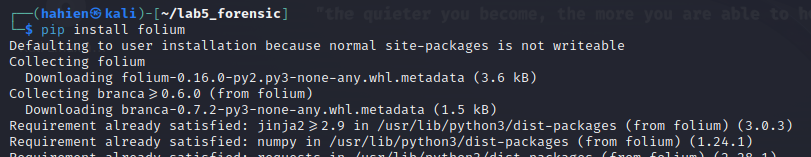 (hahien㉿kali)-[~/lab5_forensic] "the quieter you become, the more you are able to
$ pip install folium
Defaulting to user installation because normal site-packages is not writeable
Collecting folium
Downloading folium-0.16.0-py2.py3-none-any.whl.metadata (3.6 kB)
Collecting branca≥0.6.0 (from folium)
Downloading branca-0.7.2-py3-none-any.whl.metadata (1.5 kB)
Requirement already satisfied: jinja2≥2.9 in /usr/lib/python3/dist-packages (from folium) (3.0.3)
Requirement already satisfied: numpy in /usr/lib/python3/dist-packages (from folium) (1.24.1)
Requirement already satisfied: requests in /usr/lib/python3/dist-packages (from folium) (2.28.1)